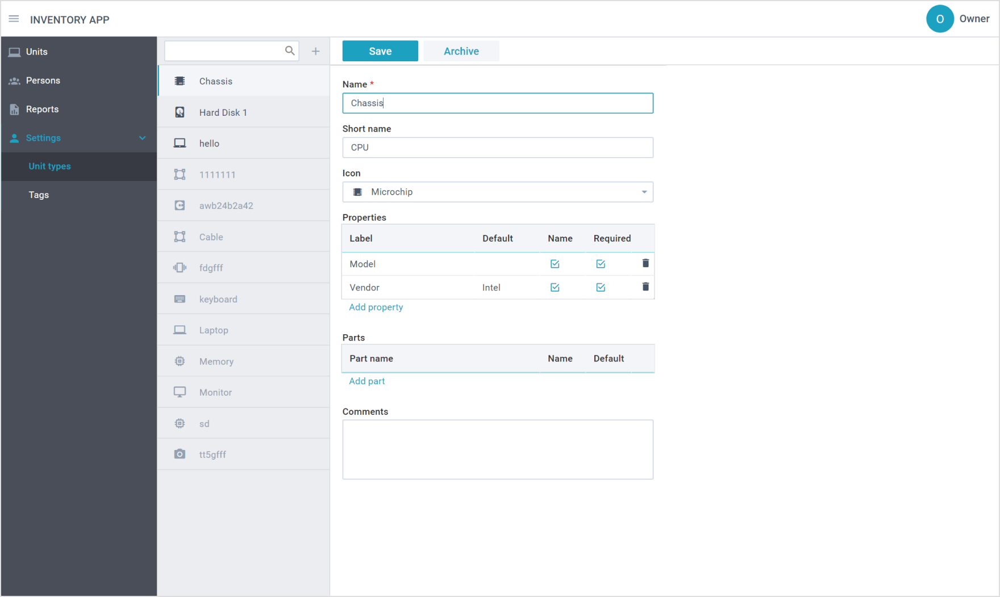 INVENTORY APP
O
Owner
Units
Persons
Reports
Settings
Unit types
Tags
Chassis
Hard Disk 1
hello
1111111
awb24b2a42
Cable
fdgfff
keyboard
Laptop
Memory
Monitor
sd
tt5gfff
Save
Archive
Name *
Chassis
Short name
CPU
Icon
Microchip
Properties
Label Default Name Required
Model
Vendor Intel
Add property
Parts
Part name Name Default
Add part
Comments